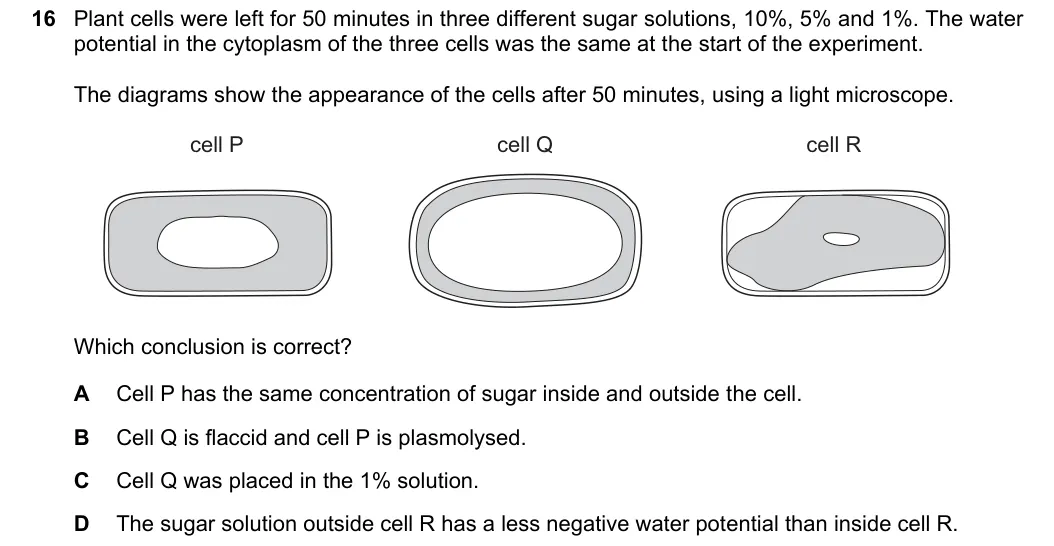 16 Plant cells were left for 50 minutes in three different sugar solutions, 10%, 5% and 1%. The water
potential in the cytoplasm of the three cells was the same at the start of the experiment.
The diagrams show the appearance of the cells after 50 minutes, using a light microscope.
cell P cell Q cell R
Which conclusion is correct?
A Cell P has the same concentration of sugar inside and outside the cell.
B Cell Q is flaccid and cell P is plasmolysed.
C Cell Q was placed in the 1% solution.
D The sugar solution outside cell R has a less negative water potential than inside cell R.